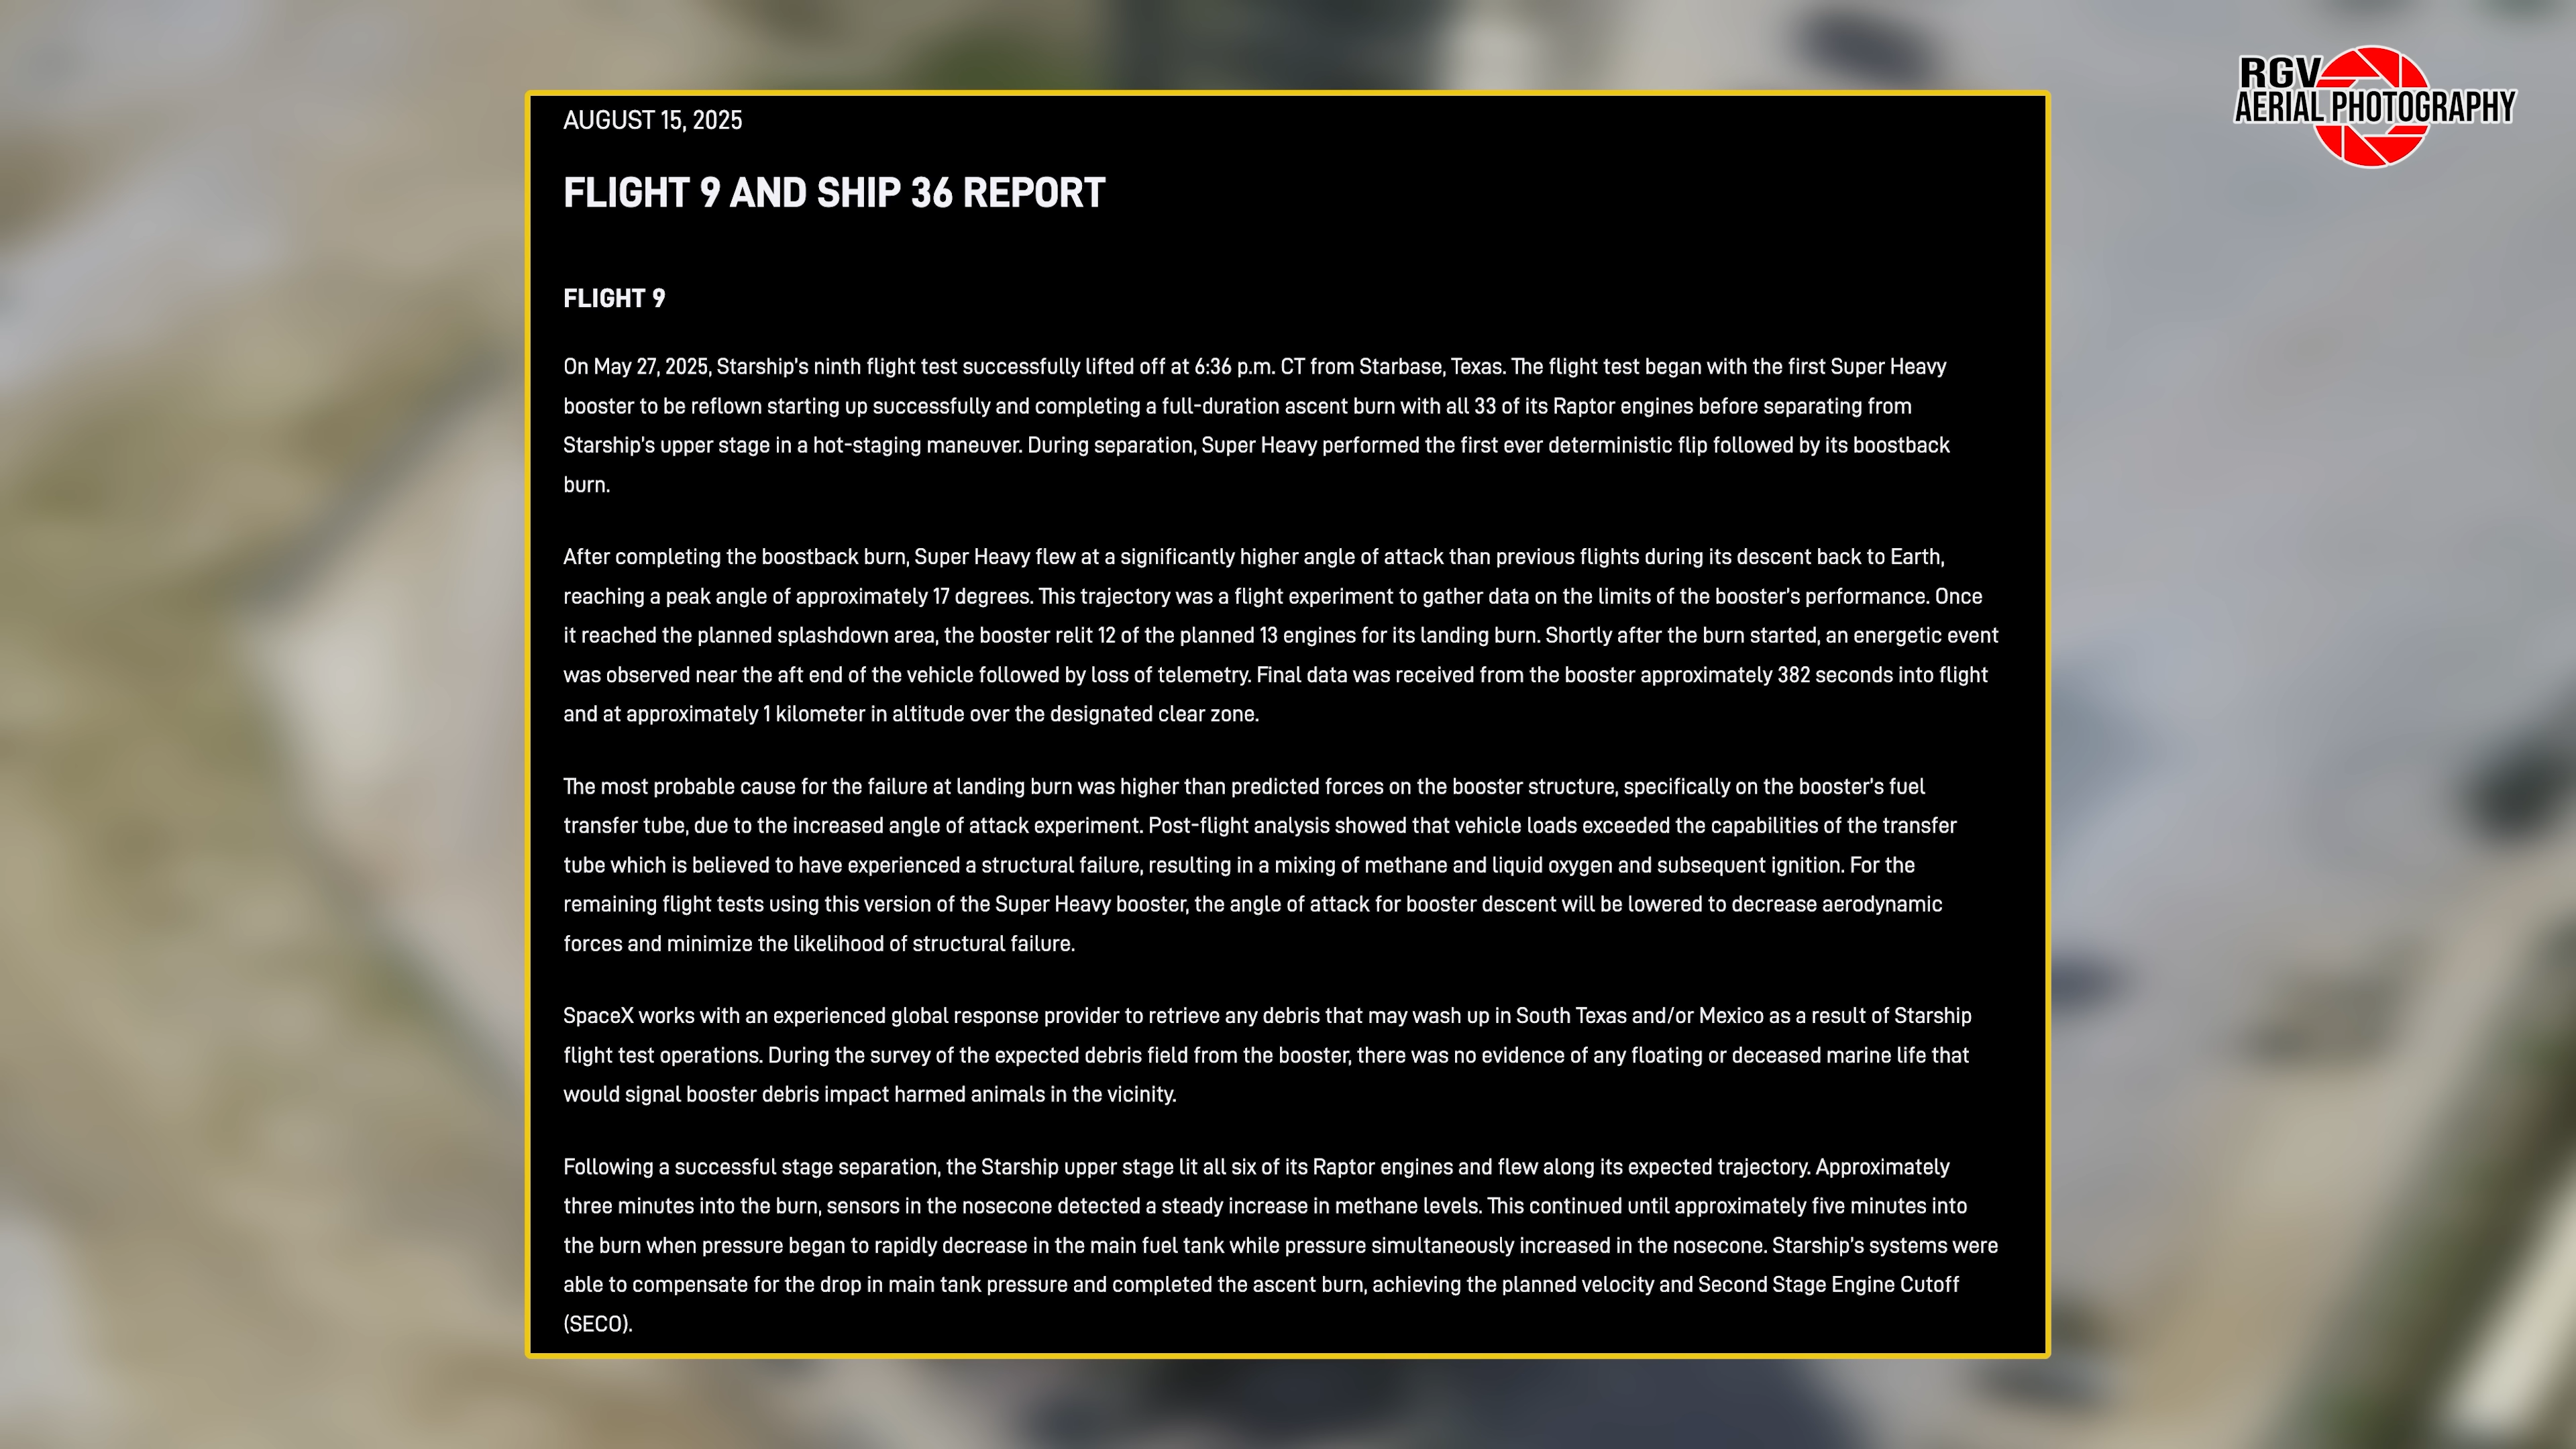 RGV
AERIAL PHOTOGRAPHY
AUGUST 15, 2025
FLIGHT 9 AND SHIP 36 REPORT
FLIGHT 9
On May 27, 2025, Starship's ninth flight test successfully lifted off at 6:36 p.m. CT from Starbase, Texas. The flight test began with the first Super Heavy
booster to be reflown starting up successfully and completing a full-duration ascent burn with all 33 of its Raptor engines before separating from
Starship's upper stage in a hot-staging maneuver. During separation, Super Heavy performed the first ever deterministic flip followed by its boostback
burn.
After completing the boostback burn, Super Heavy flew at a significantly higher angle of attack than previous flights during its descent back to Earth,
reaching a peak angle of approximately 17 degrees. This trajectory was a flight experiment to gather data on the limits of the booster's performance. Once
it reached the planned splashdown area, the booster relit 12 of the planned 13 engines for its landing burn. Shortly after the burn started, an energetic event
was observed near the aft end of the vehicle followed by loss of telemetry. Final data was received from the booster approximately 382 seconds into flight
and at approximately 1 kilometer in altitude over the designated clear zone.
The most probable cause for the failure at landing burn was higher than predicted forces on the booster structure, specifically on the booster's fuel
transfer tube, due to the increased angle of attack experiment. Post-flight analysis showed that vehicle loads exceeded the capabilities of the transfer
tube which is believed to have experienced a structural failure, resulting in a mixing of methane and liquid oxygen and subsequent ignition. For the
remaining flight tests using this version of the Super Heavy booster, the angle of attack for booster descent will be lowered to decrease aerodynamic
forces and minimize the likelihood of structural failure.
SpaceX works with an experienced global response provider to retrieve any debris that may wash up in South Texas and/or Mexico as a result of Starship
flight test operations. During the survey of the expected debris field from the booster, there was no evidence of any floating or deceased marine life that
would signal booster debris impact harmed animals in the vicinity.
Following a successful stage separation, the Starship upper stage lit all six of its Raptor engines and flew along its expected trajectory. Approximately
three minutes into the burn, sensors in the nosecone detected a steady increase in methane levels. This continued until approximately five minutes into
the burn when pressure began to rapidly decrease in the main fuel tank while pressure simultaneously increased in the nosecone. Starship's systems were
able to compensate for the drop in main tank pressure and completed the ascent burn, achieving the planned velocity and Second Stage Engine Cutoff
(SECO).